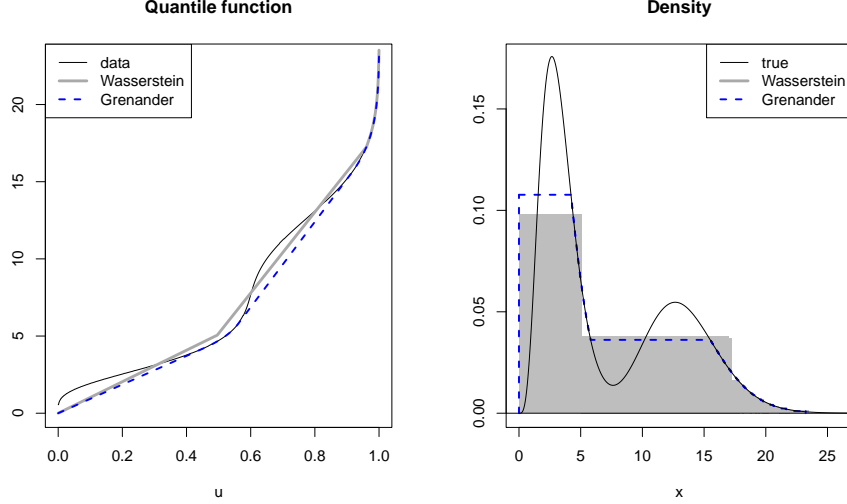 Quantile function
data
Wasserstein
Grenander
0 5 10 15 20
0.0 0.2 0.4 0.6 0.8 1.0
u
Density
true
Wasserstein
Grenander
0.00 0.05 0.10 0.15
0 5 10 15 20 25
x